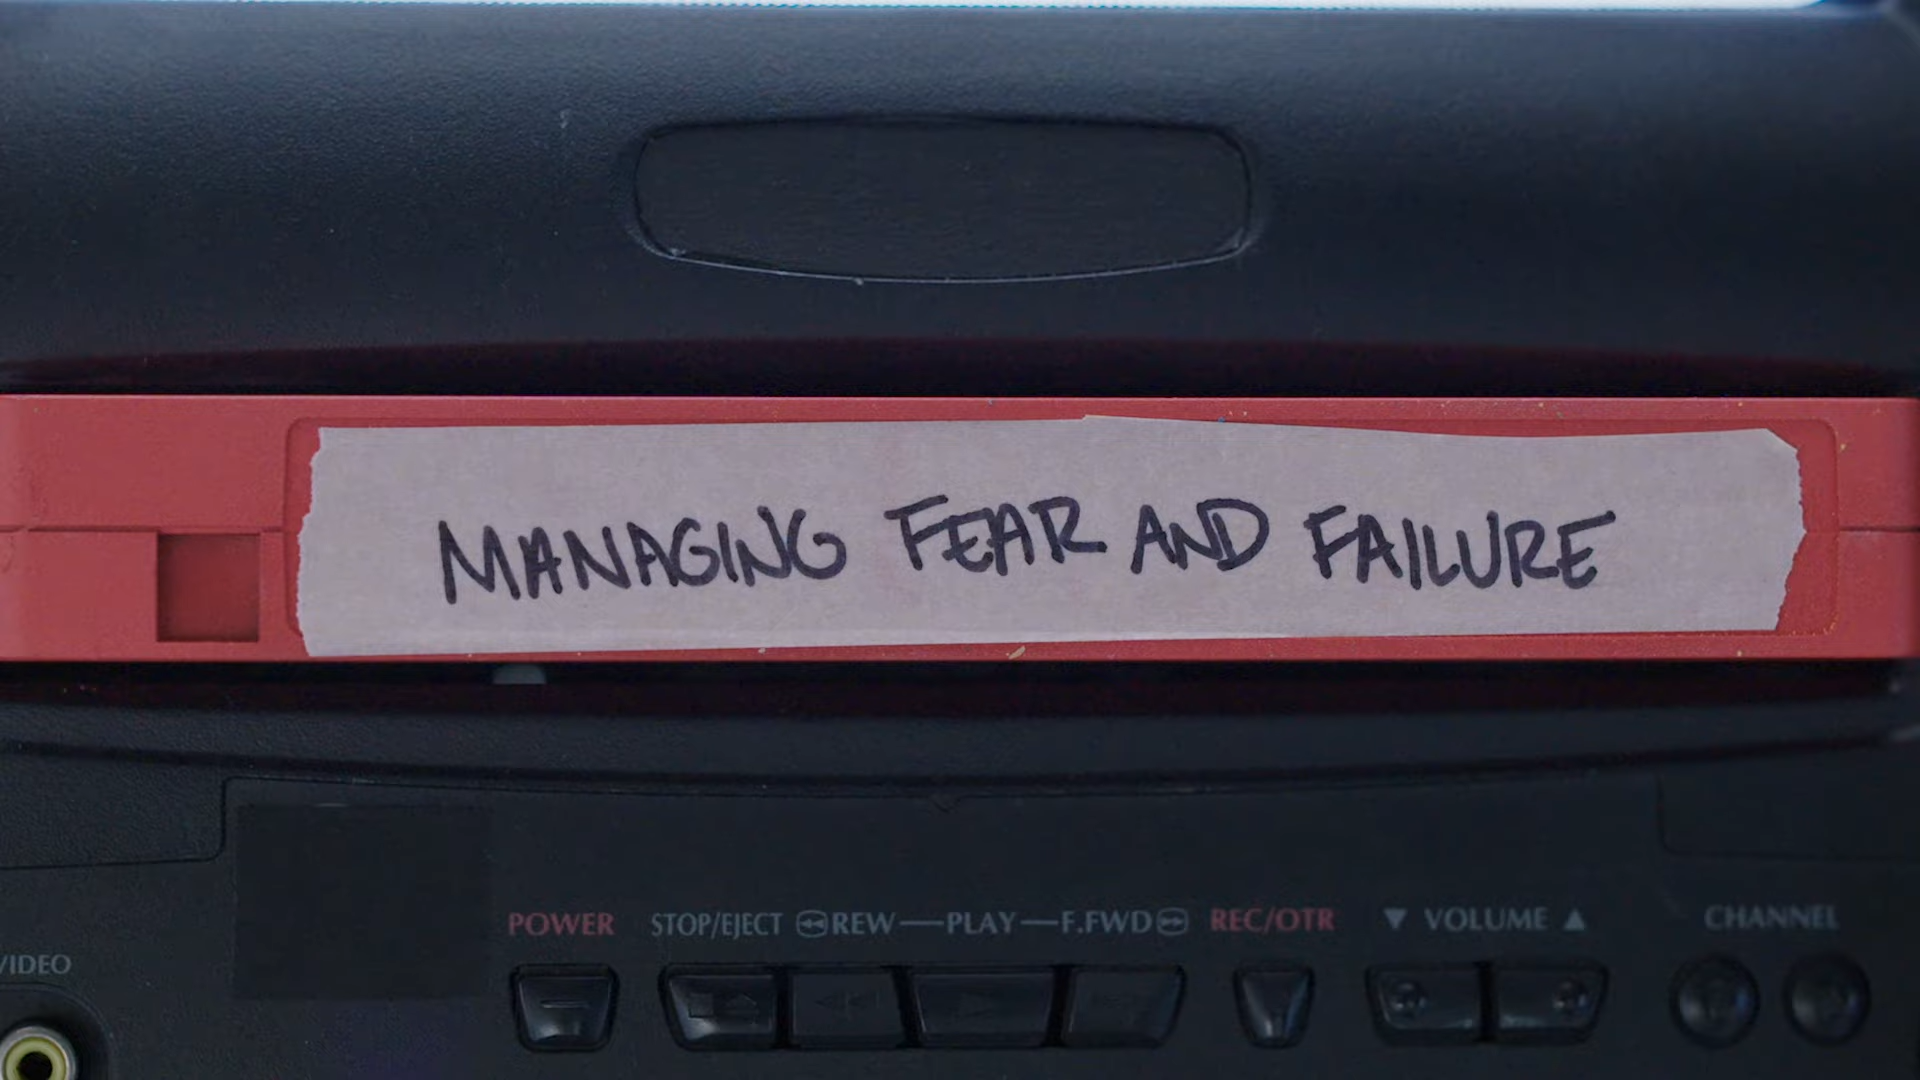 MANAGING FEAR AND FAILURE
POWER STOP/EJECT REW PLAY F.FWD REC/OTR ▼ VOLUME ▲ CHANNEL
VIDEO